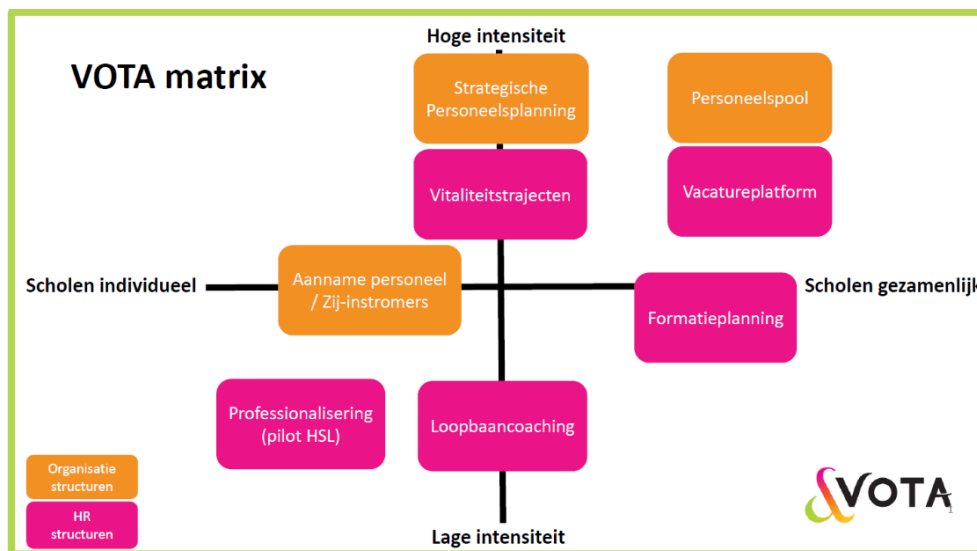 Hoge intensiteit
VOTA matrix
Strategische
Personeelsplanning
Personeelspool
Vitaliteitstrajecten
Vacatureplatform
Scholen individueel
Aanname personeel
/ Zij-instromers
Scholen gezamenlijk
Formatieplanning
Professionalisering
(pilot HSL)
Loopbaancoaching
Organisatie
structuren
HR
structuren
&VOTA
1
Lage intensiteit